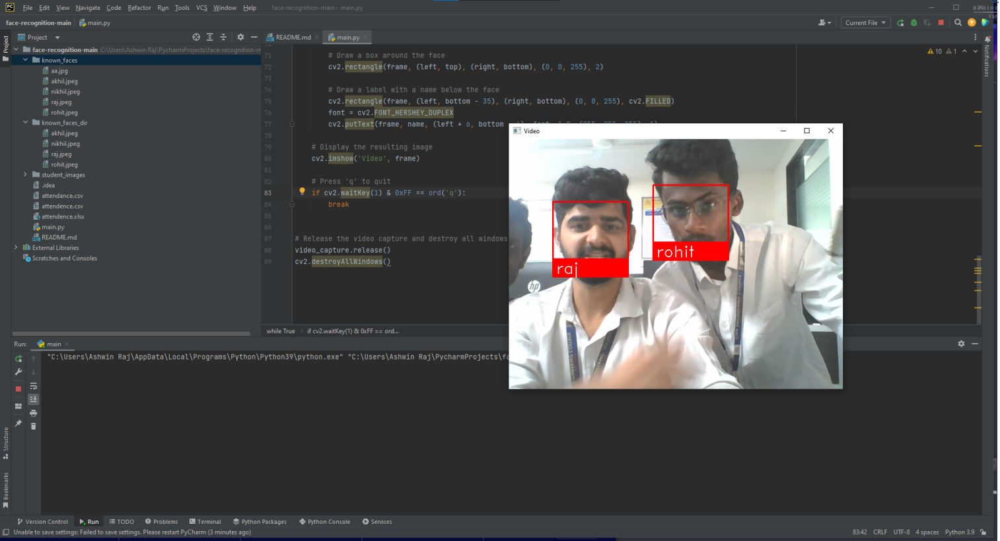 PC File Edit View Navigate Code Refactor Run Tools VCS Window Help face-recognition-main - main.py
face-recognition-main main.py Current File
Project
README.md main.py
Project
face-recognition-main C:\Users\Ashwin Raj\PycharmProjects\face-recognition-m
known_faces
aa.jpg
akhil.jpeg
nikhil.jpeg
raj.jpeg
rohit.jpeg
known_faces_dir
akhil.jpeg
nikhil.jpeg
raj.jpeg
rohit.jpeg
student_images
.idea
attendance.csv
attendence.csv
attendence.xlsx
main.py
README.md
External Libraries
Scratches and Consoles
10 1
Notifications
71 # Draw a box around the face
72 cv2.rectangle(frame, (left, top), (right, bottom), (0, 0, 255), 2)
73
74 # Draw a label with a name below the face
75 cv2.rectangle(frame, (left, bottom - 35), (right, bottom), (0, 0, 255), cv2.FILLED)
76 font = cv2.FONT_HERSHEY_DUPLEX
77 cv2.putText(frame, name, (left + 6, bottom
78
79 # Display the resulting image
80 cv2.imshow('Video', frame)
81
82 # Press 'q' to quit
83 if cv2.waitKey(1) & 0xFF == ord('q'):
84 break
85
86
87 # Release the video capture and destroy all windows
88 video_capture.release()
89 cv2.destroyAllWindows()
while True if cv2.waitKey(1) & 0xFF == ord...
Video
raj
rohit
hp
ENGINEERING COLLEGE
Run: main
"C:\Users\Ashwin Raj\AppData\Local\Programs\Python\Python39\python.exe" "C:\Users\Ashwin Raj\PycharmProjects\fa
Structure
Bookmarks
Version Control Run TODO Problems Terminal Python Packages Python Console Services
Unable to save settings: Failed to save settings. Please restart PyCharm (3 minutes ago) 83:42 CRLF UTF-8 4 spaces Python 3.9